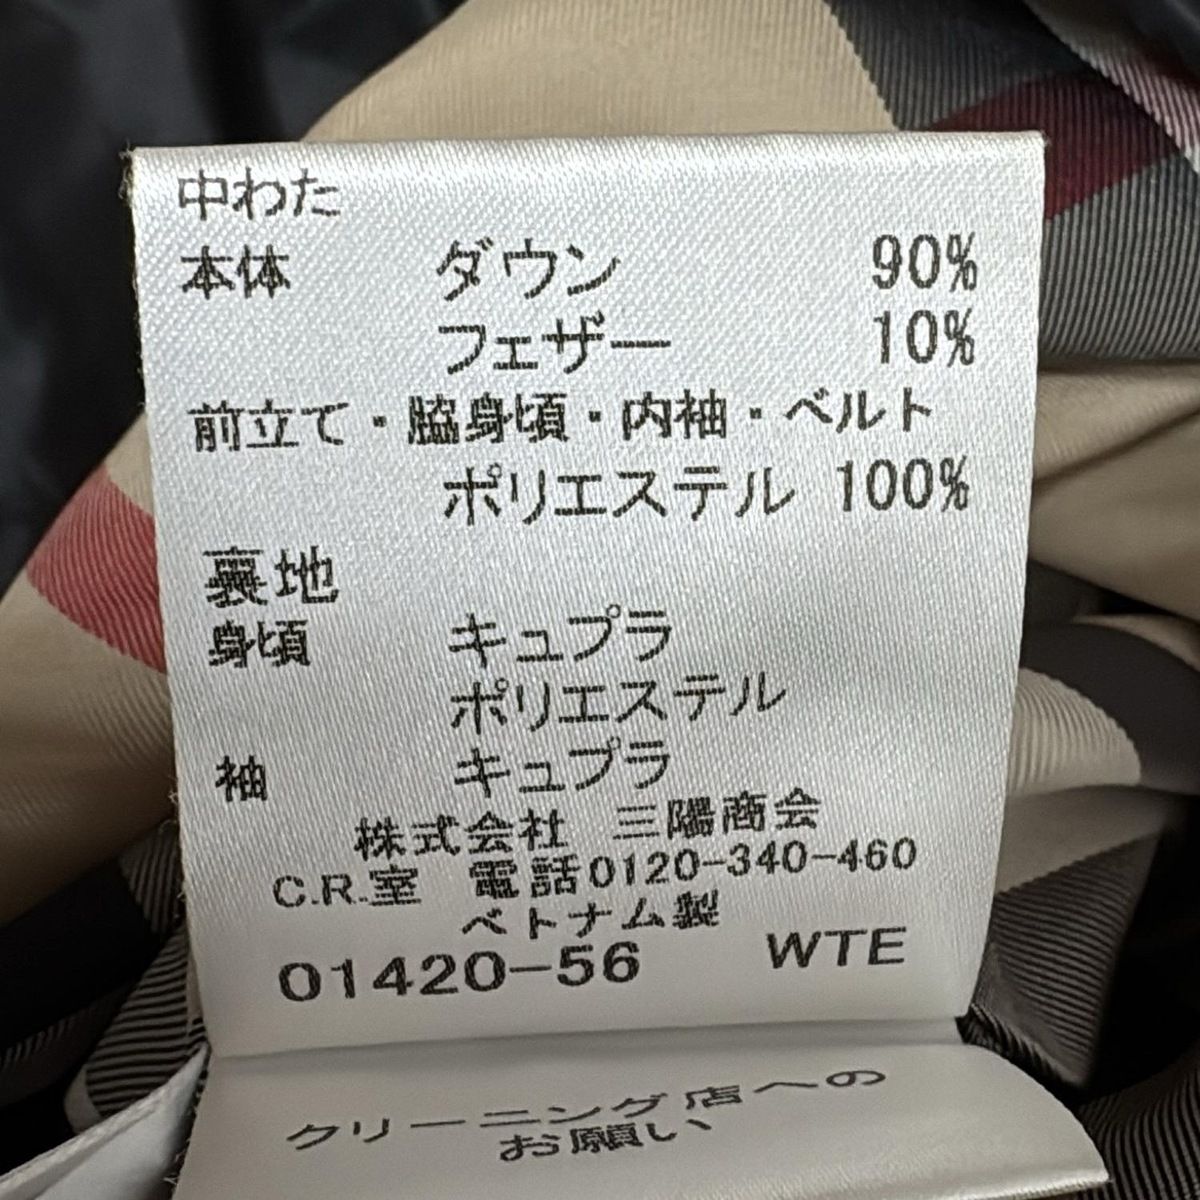 中わた
本体 ダウン 90%
フェザー 10%
前立て・脇身頃・内袖・ベルト
ポリエステル 100%
裏地
身頃 キュプラ
ポリエステル
袖 キュプラ
株式会社 三陽商会
C.R.室 電話0120-340-460
ベトナム製
01420-56 WTE
クリーニング店への
お願い